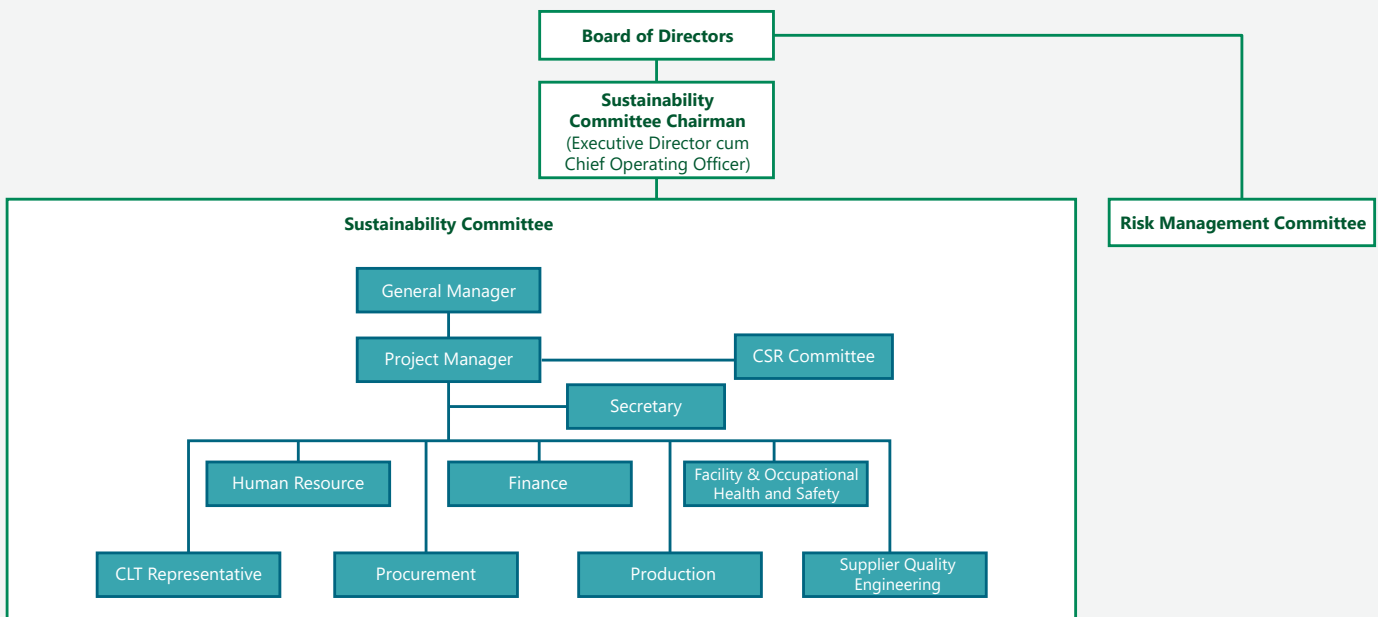 Board of Directors
Sustainability
Committee Chairman
(Executive Director cum
Chief Operating Officer)
Sustainability Committee
Risk Management Committee
General Manager
Project Manager
CSR Committee
Secretary
Human Resource
Finance
Facility & Occupational
Health and Safety
CLT Representative
Procurement
Production
Supplier Quality
Engineering